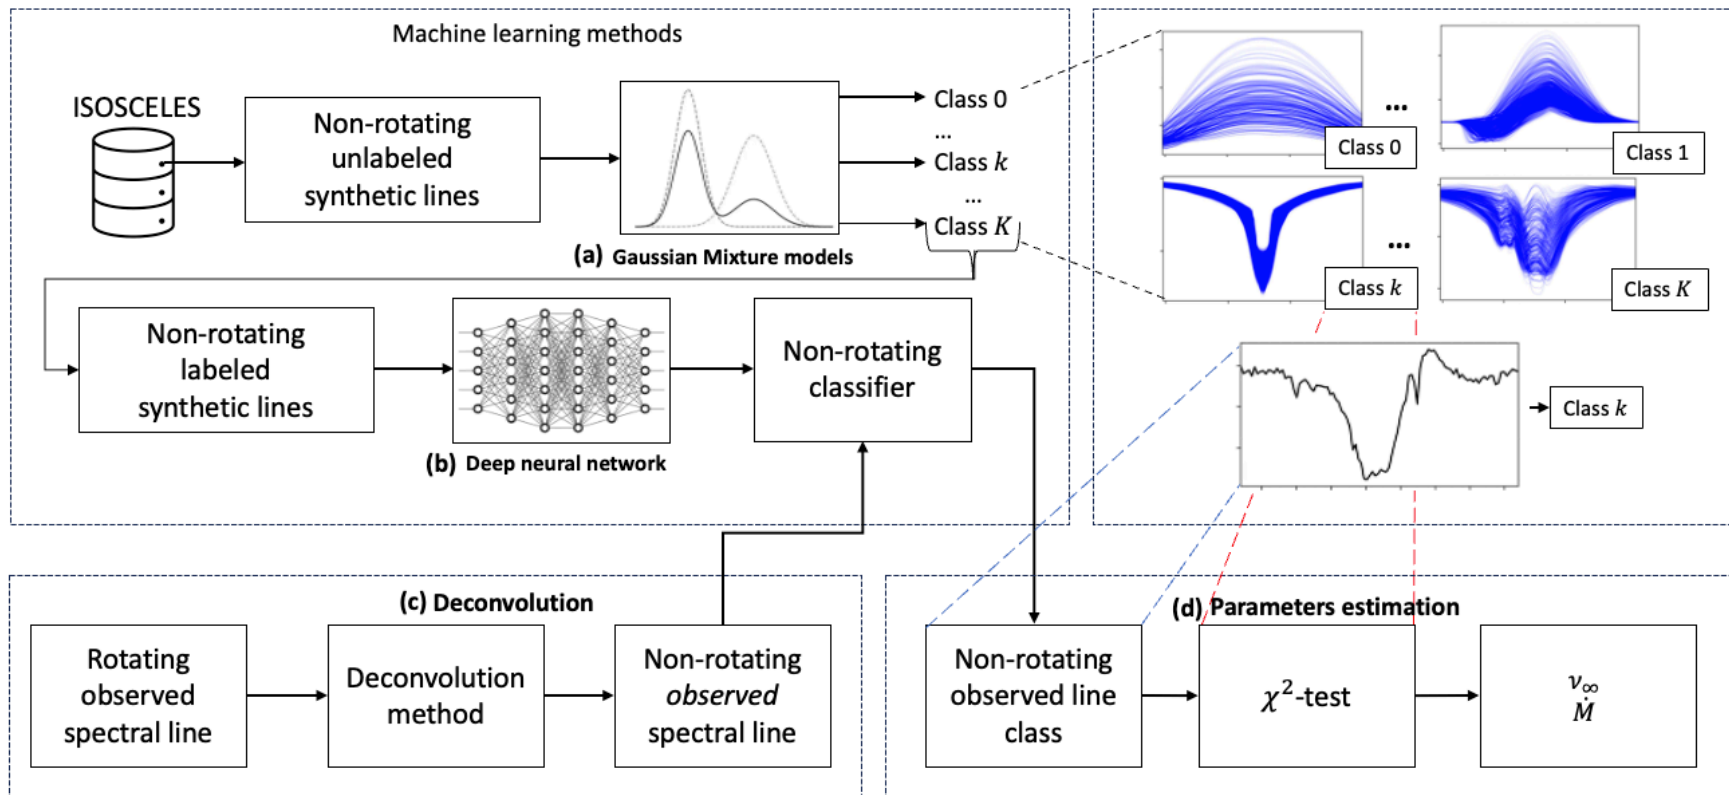 Machine learning methods
ISOSCELES
Non-rotating
unlabeled
synthetic lines
Class 0
...
Class k
...
Class K
(a) Gaussian Mixture models
Non-rotating
labeled
synthetic lines
(b) Deep neural network
Non-rotating
classifier
Class 0
...
Class 1
Class k
...
Class K
Class k
(c) Deconvolution
Rotating
observed
spectral line
Deconvolution
method
Non-rotating
observed
spectral line
(d) Parameters estimation
Non-rotating
observed line
class
χ²-test
ν∞
Ṁ